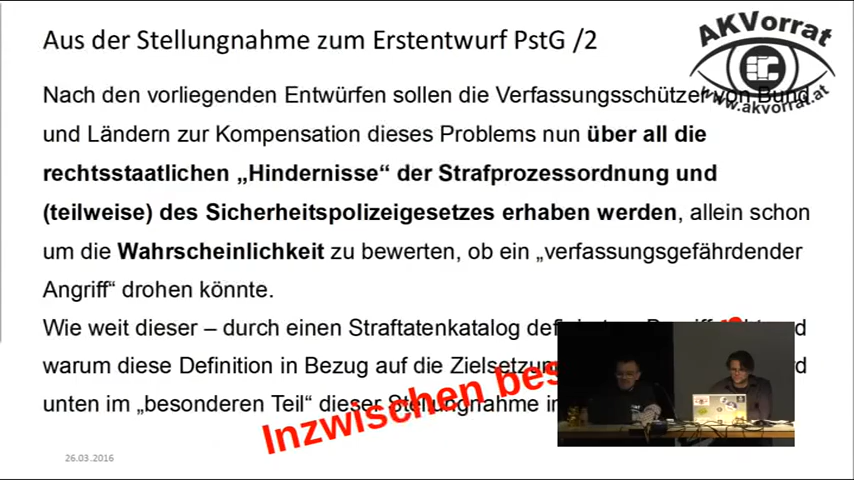 Aus der Stellungnahme zum Erstentwurf PstG /2
AKVorrat
www.akvorrat.at
Nach den vorliegenden Entwürfen sollen die Verfassungsschützer von Bund
und Ländern zur Kompensation dieses Problems nun über all die
rechtsstaatlichen „Hindernisse“ der Strafprozessordnung und
(teilweise) des Sicherheitspolizeigesetzes erhaben werden, allein schon
um die Wahrscheinlichkeit zu bewerten, ob ein „verfassungsgefährdender
Angriff“ drohen könnte.
Wie weit dieser – durch einen Straftatenkatalog
warum diese Definition in Bezug auf die
unten im „besonderen Teil“ dieser Stellungnahme
Inzwischen
26.03.2016